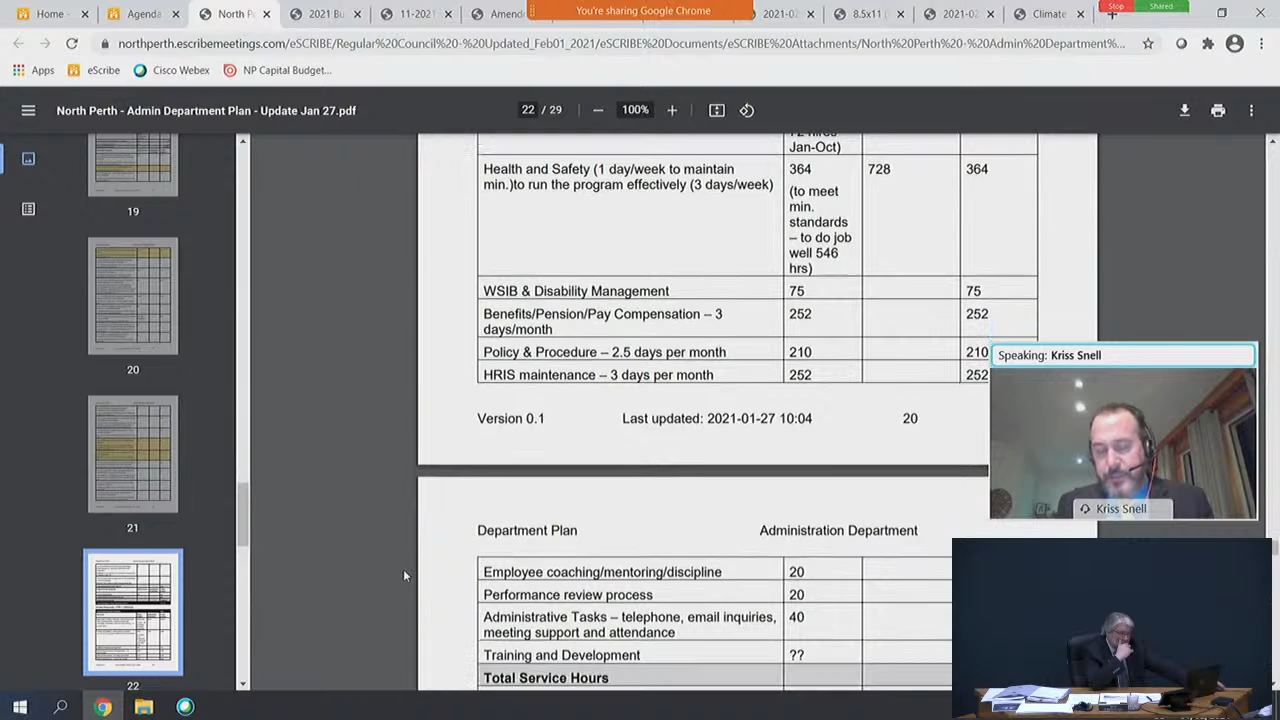 Home
Agenda
North P
2021 B
11-2021
Amend
You're sharing Google Chrome
2021-02
8.5x11
2021-02
Climate
Stop
Shared
northperth.escribemeetings.com/eSCRIBE/Regular%20Council%20-%20Updated_Feb01_2021/eSCRIBE%20Documents/eSCRIBE%20Attachments/North%20Perth%20-%20Admin%20Department%...
Apps
eScribe
Cisco Webex
NP Capital Budget...
North Perth - Admin Department Plan - Update Jan 27.pdf
22 / 29
100%
19
20
21
22
Jan-Oct)
Health and Safety (1 day/week to maintain 364 728 364
min.)to run the program effectively (3 days/week)
(to meet
min.
standards
– to do job
well 546
hrs)
WSIB & Disability Management 75 75
Benefits/Pension/Pay Compensation – 3 252 252
days/month
Policy & Procedure – 2.5 days per month 210 210
HRIS maintenance – 3 days per month 252 252
Version 0.1 Last updated: 2021-01-27 10:04 20
Department Plan Administration Department
Employee coaching/mentoring/discipline 20
Performance review process 20
Administrative Tasks – telephone, email inquiries, 40
meeting support and attendance
Training and Development ??
Total Service Hours
Speaking: Kriss Snell
Kriss Snell